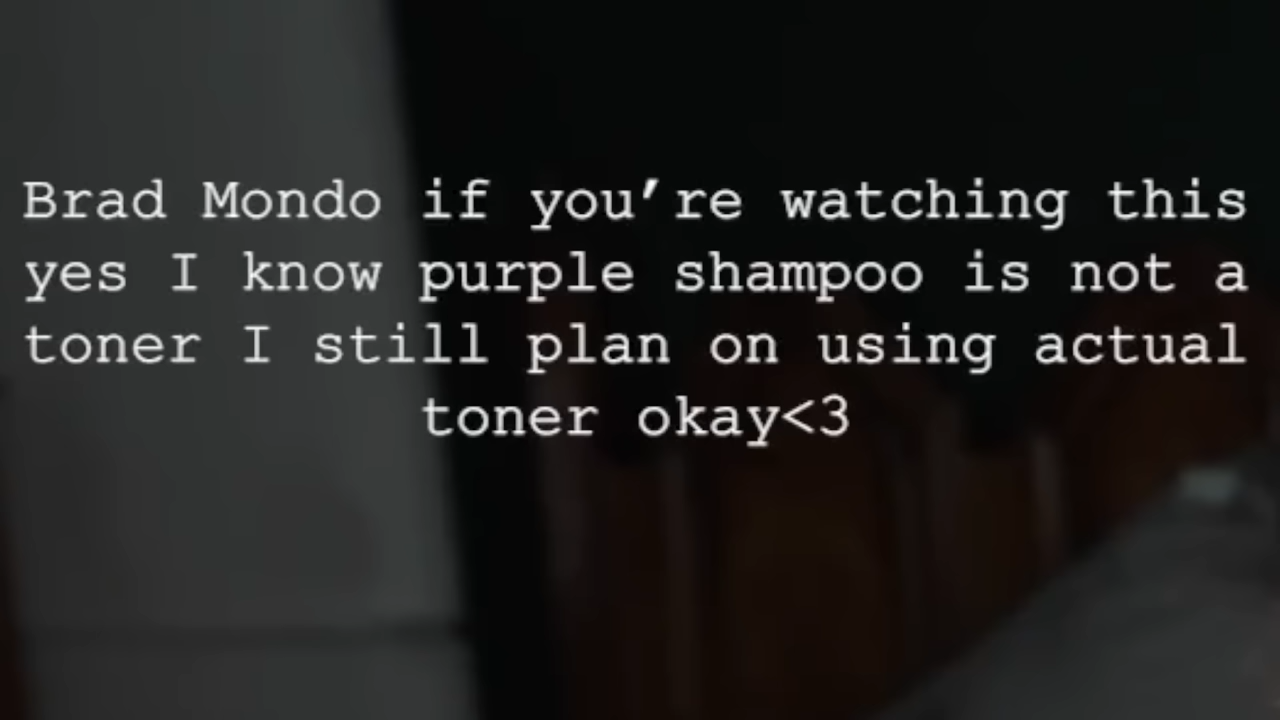 Brad Mondo if you’re watching this
yes I know purple shampoo is not a
toner I still plan on using actual
toner okay<3